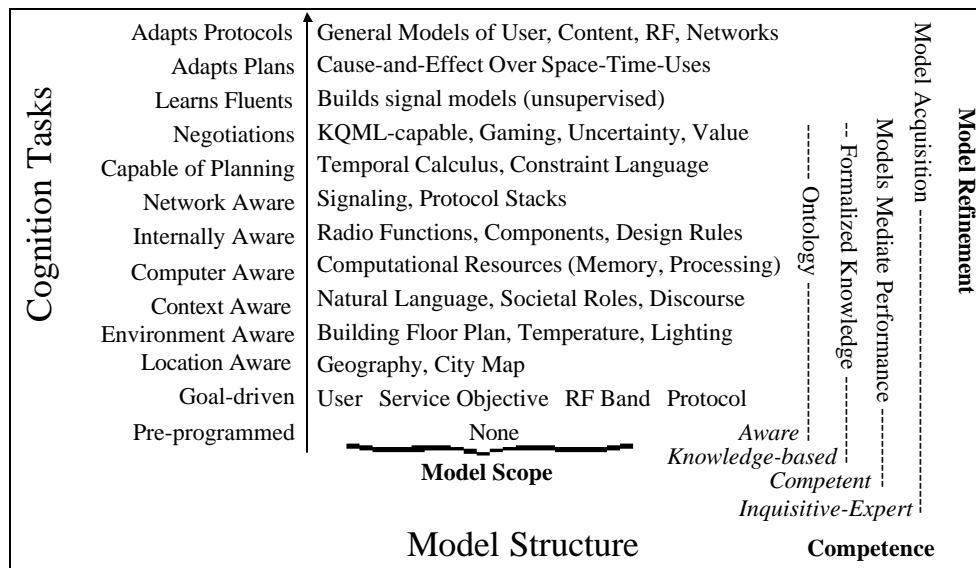 Adapts Protocols General Models of User, Content, RF, Networks
Adapts Plans Cause-and-Effect Over Space-Time-Uses
Learns Fluents Builds signal models (unsupervised)
Negotiations KQML-capable, Gaming, Uncertainty, Value
Capable of Planning Temporal Calculus, Constraint Language
Network Aware Signaling, Protocol Stacks
Internally Aware Radio Functions, Components, Design Rules
Computer Aware Computational Resources (Memory, Processing)
Context Aware Natural Language, Societal Roles, Discourse
Environment Aware Building Floor Plan, Temperature, Lighting
Location Aware Geography, City Map
Goal-driven User Service Objective RF Band Protocol
Pre-programmed None
Cognition Tasks
Model Scope
Model Structure
Ontology
Formalized Knowledge
Models Mediate Performance
Model Acquisition
Model Refinement
Aware
Knowledge-based
Competent
Inquisitive-Expert
Competence